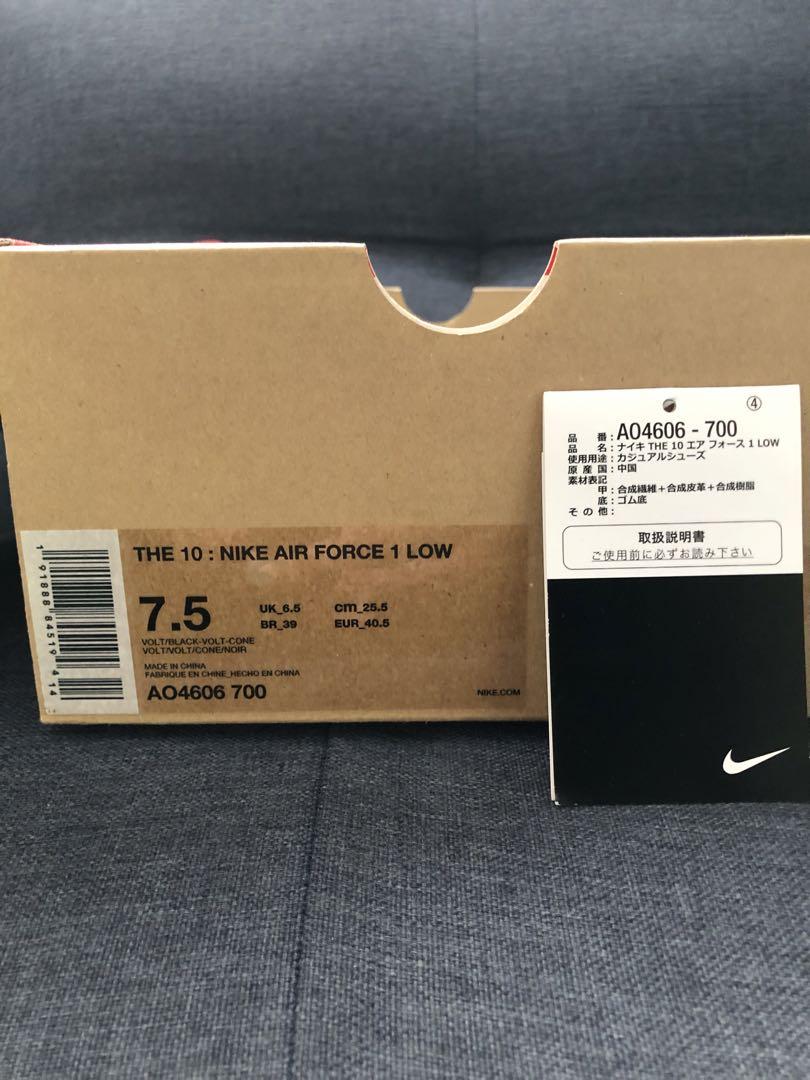 ④
品 番：AO4606 - 700
品 名：ナイキ THE 10 エア フォース 1 LOW
使用用途：カジュアルシューズ
原 産 国：中国
素材表記
甲：合成繊維＋合成皮革＋合成樹脂
底：ゴム底
そ の 他：
取扱説明書
ご使用前に必ずお読み下さい
THE 10 : NIKE AIR FORCE 1 LOW
7.5
UK_6.5 cm_25.5
BR_39 EUR_40.5
VOLT/BLACK-VOLT-CONE
VOLT/VOLT/CONE/NOIR
MADE IN CHINA
FABRIQUE EN CHINE_HECHO EN CHINA
AO4606 700
NIKE.COM
1 91888 84519 4 14